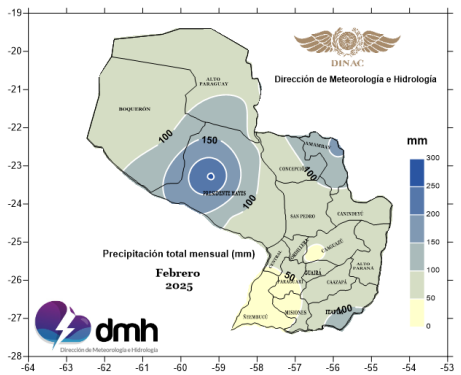 DINAC
Dirección de Meteorología e Hidrología
ALTO
PARAGUAY
BOQUERÓN
100
150
AMAMBAY
CONCEPCIÓN
100
PRESIDENTE HAYES
100
SAN PEDRO
CANINDEYÚ
CORDILLERA
CAAGUAZÚ
CENTRAL
ALTO
PARANÁ
GUAIRÁ
50
PARAGUARÍ
CAAZAPÁ
ÑEEMBUCÚ
MISIONES
100
mm
300
250
200
150
100
50
0
Precipitación total mensual (mm)
Febrero
2025
dmh
Dirección de Meteorología e Hidrología
-19
-20
-21
-22
-23
-24
-25
-26
-27
-28
-64
-63
-62
-61
-60
-59
-58
-57
-56
-55
-54
-53